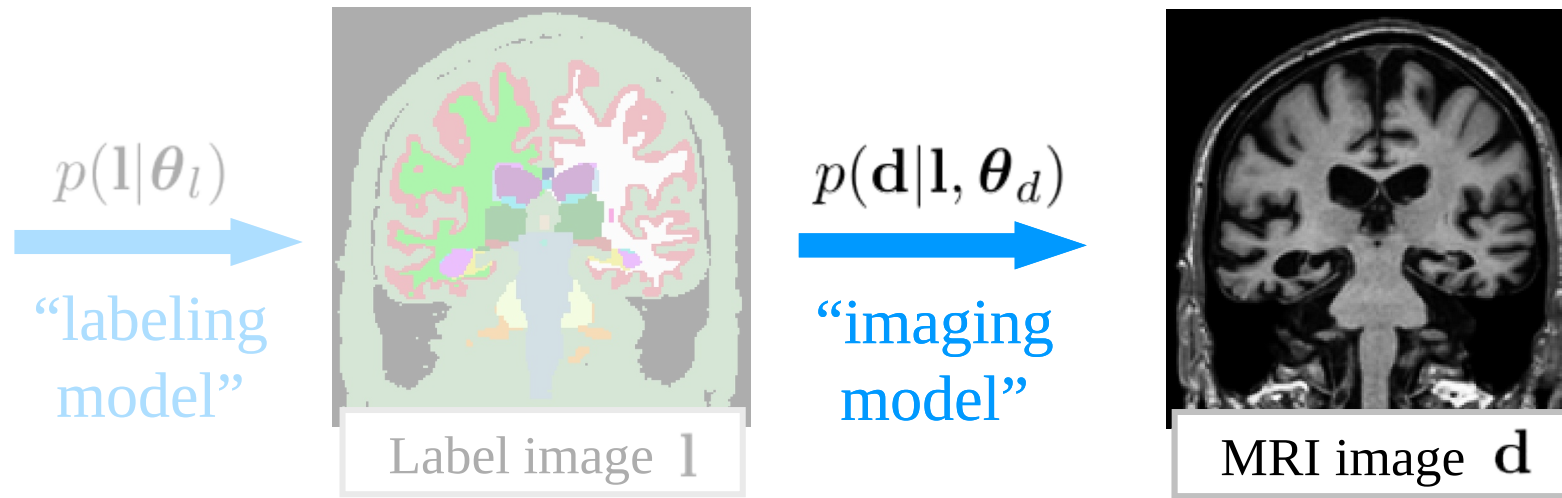 p(l|θ_l)
“labeling
model”
Label image l
p(d|l, θ_d)
“imaging
model”
MRI image d